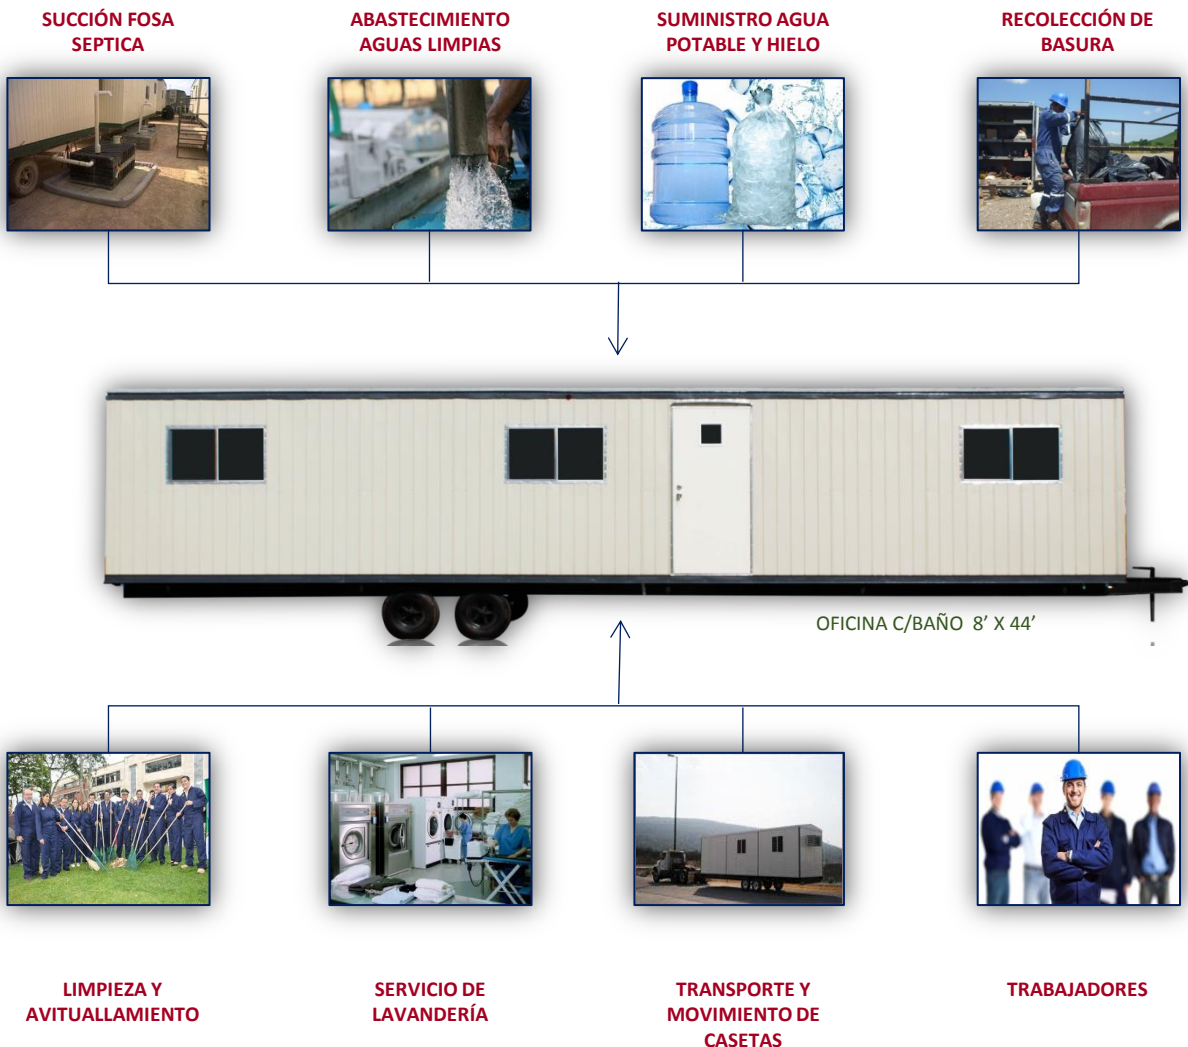 SUCCIÓN FOSA
SEPTICA
ABASTECIMIENTO
AGUAS LIMPIAS
SUMINISTRO AGUA
POTABLE Y HIELO
RECOLECCIÓN DE
BASURA
OFICINA C/BAÑO 8’ X 44’
LIMPIEZA Y
AVITUALLAMIENTO
SERVICIO DE
LAVANDERÍA
TRANSPORTE Y
MOVIMIENTO DE
CASETAS
TRABAJADORES